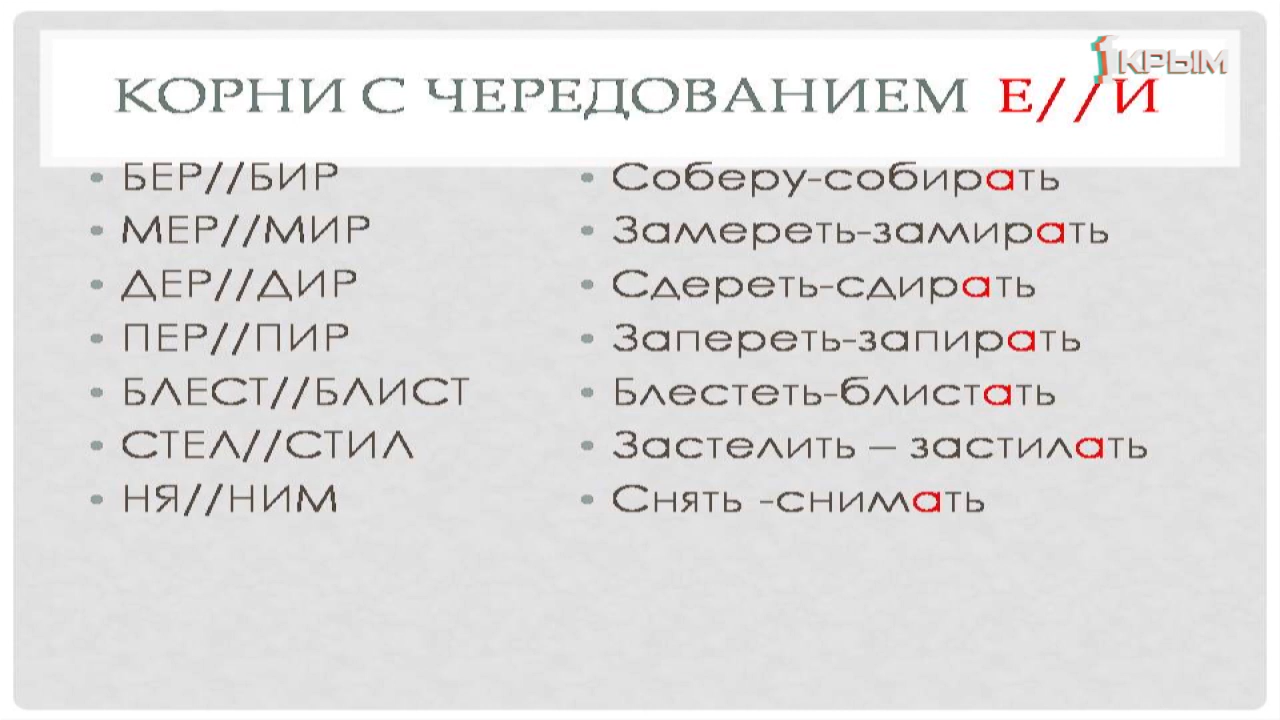 1КРЫМ
КОРНИ С ЧЕРЕДОВАНИЕМ Е//И
• БЕР//БИР
• МЕР//МИР
• ДЕР//ДИР
• ПЕР//ПИР
• БЛЕСТ//БЛИСТ
• СТЕЛ//СТИЛ
• НЯ//НИМ
• Соберу-собирать
• Замереть-замирать
• Сдереть-сдирать
• Запереть-запирать
• Блестеть-блистать
• Застелить – застилать
• Снять -снимать